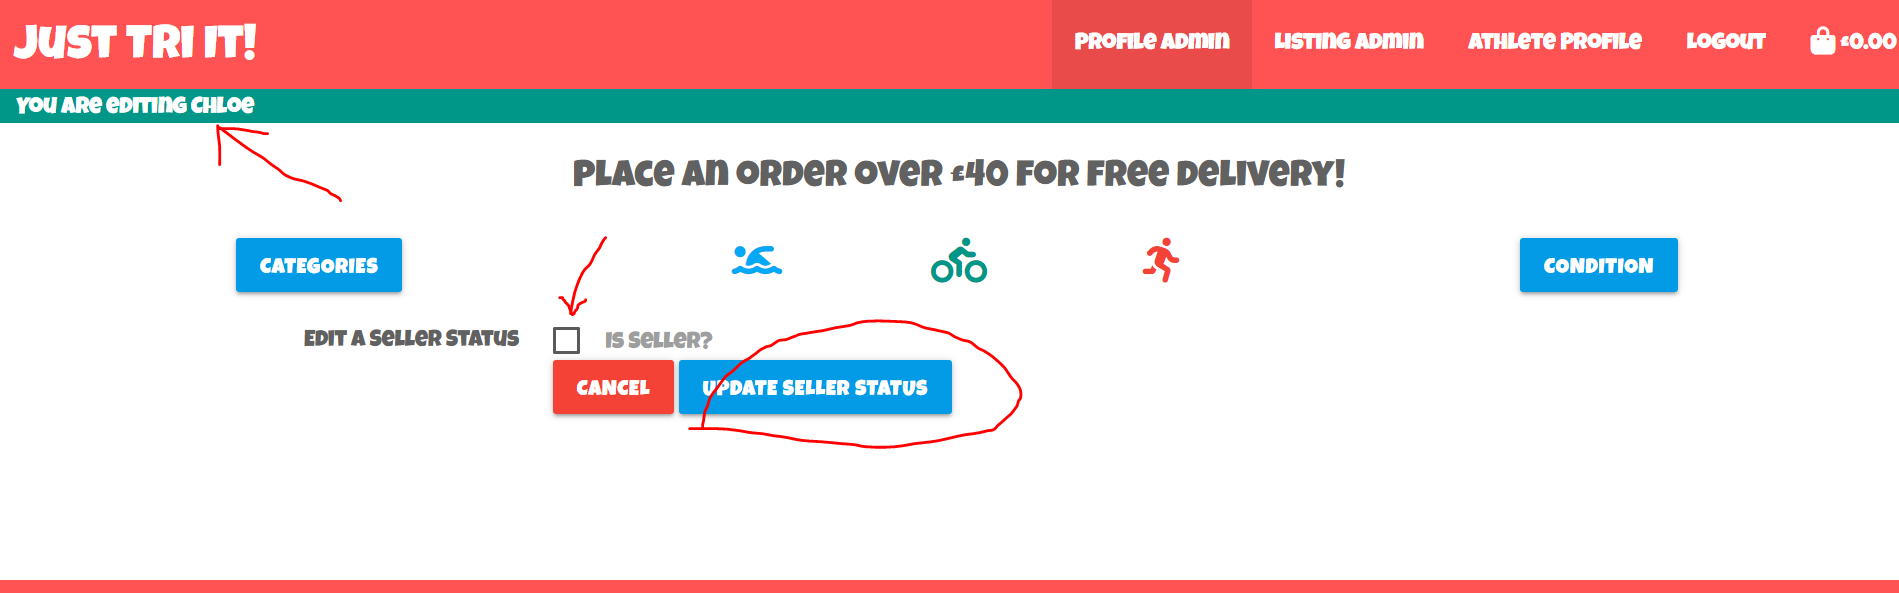 JUST TRI IT!
PROFILE ADMIN LISTING ADMIN ATHLETE PROFILE LOGOUT £0.00
YOU ARE EDITING CHLOE
PLACE AN ORDER OVER £40 FOR FREE DELIVERY!
CATEGORIES CONDITION
EDIT A SELLER STATUS IS SELLER?
CANCEL UPDATE SELLER STATUS